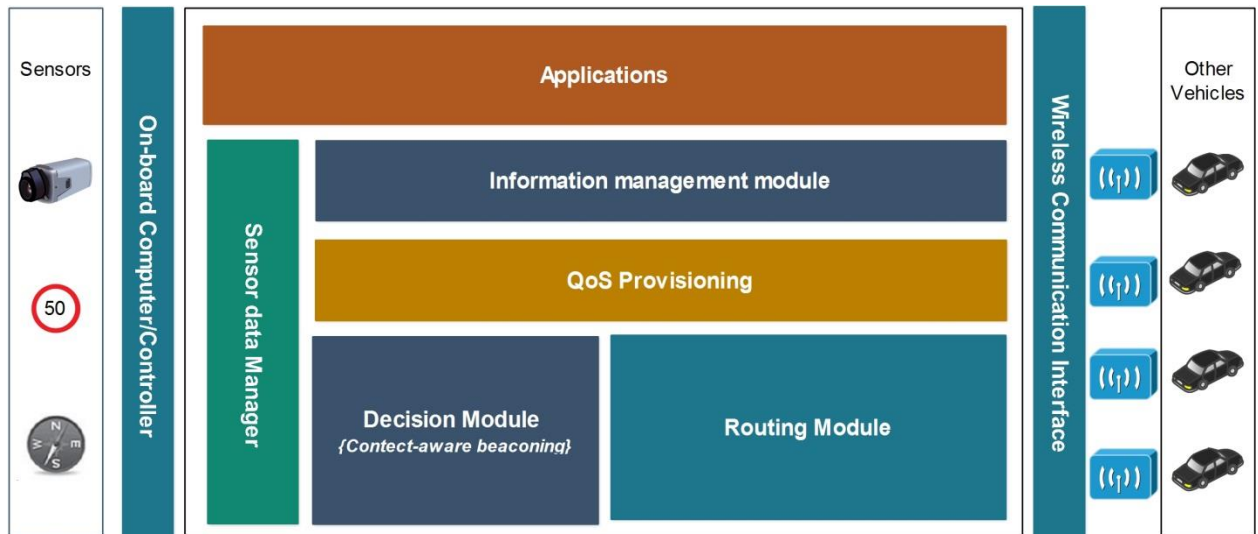 Sensors
50
N
W
E
S
On-board Computer/Controller
Applications
Sensor data Manager
Information management module
QoS Provisioning
Decision Module
{Contect-aware beaconing}
Routing Module
Wireless Communication Interface
Other
Vehicles